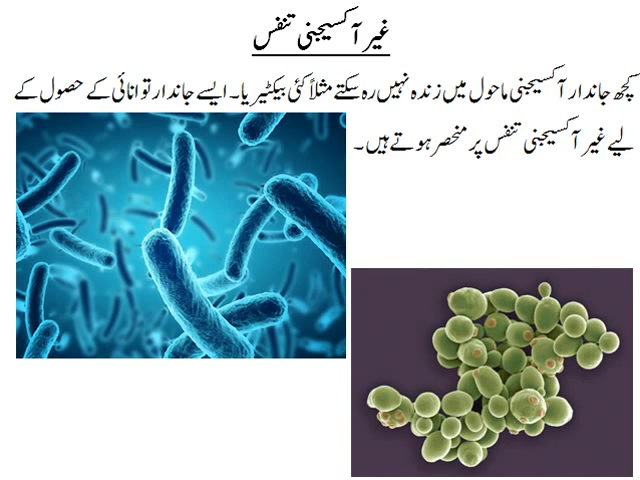 غیر آکسیجنی تنفس
کچھ جاندار آکسیجنی ماحول میں زندہ نہیں رہ سکتے مثلاً کئی بیکٹیریا۔ ایسے جاندار توانائی کے حصول کے
لیے غیر آکسیجنی تنفس پر منحصر ہوتے ہیں۔